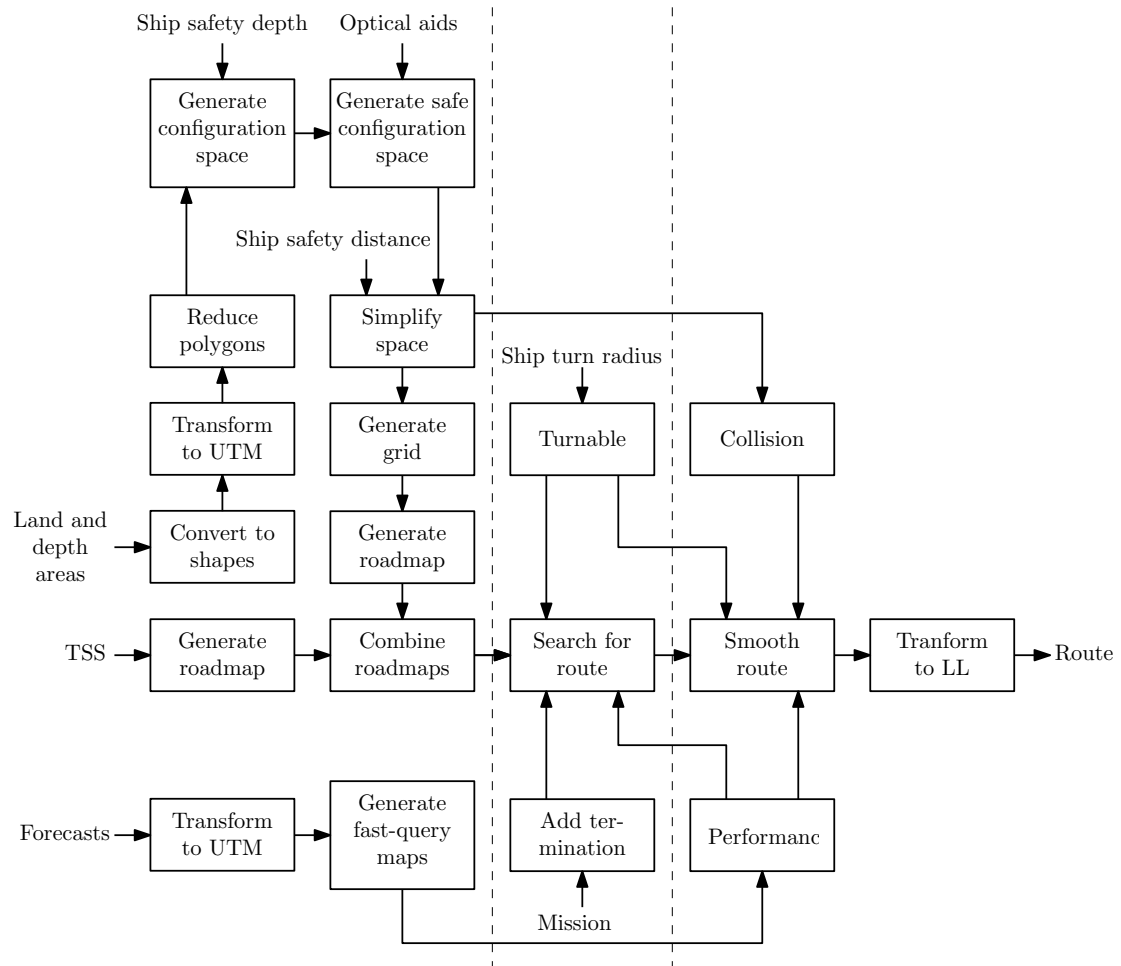 Ship safety depth
Optical aids
Generate
configuration
space
Generate safe
configuration
space
Ship safety distance
Reduce
polygons
Simplify
space
Ship turn radius
Transform
to UTM
Generate
grid
Turnable
Collision
Land and
depth
areas
Convert to
shapes
Generate
roadmap
TSS
Generate
roadmap
Combine
roadmaps
Search for
route
Smooth
route
Tranform
to LL
Route
Forecasts
Transform
to UTM
Generate
fast-query
maps
Add ter-
mination
Performanc
Mission